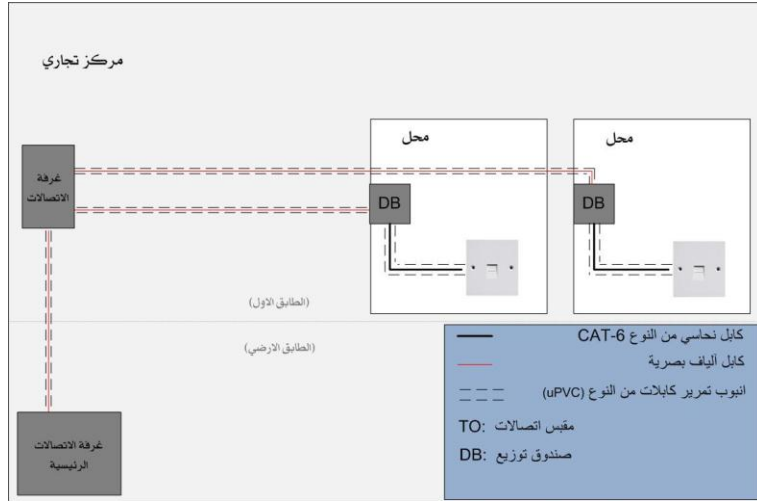 مركز تجاري
محل
محل
غرفة
الاتصالات
DB
DB
(الطابق الاول)
(الطابق الارضي)
غرفة الاتصالات
الرئيسية
كابل نحاسي من النوع CAT-6
كابل ألياف بصرية
انبوب تمرير كابلات من النوع (uPVC)
TO: مقبس اتصالات
DB: صندوق توزيع